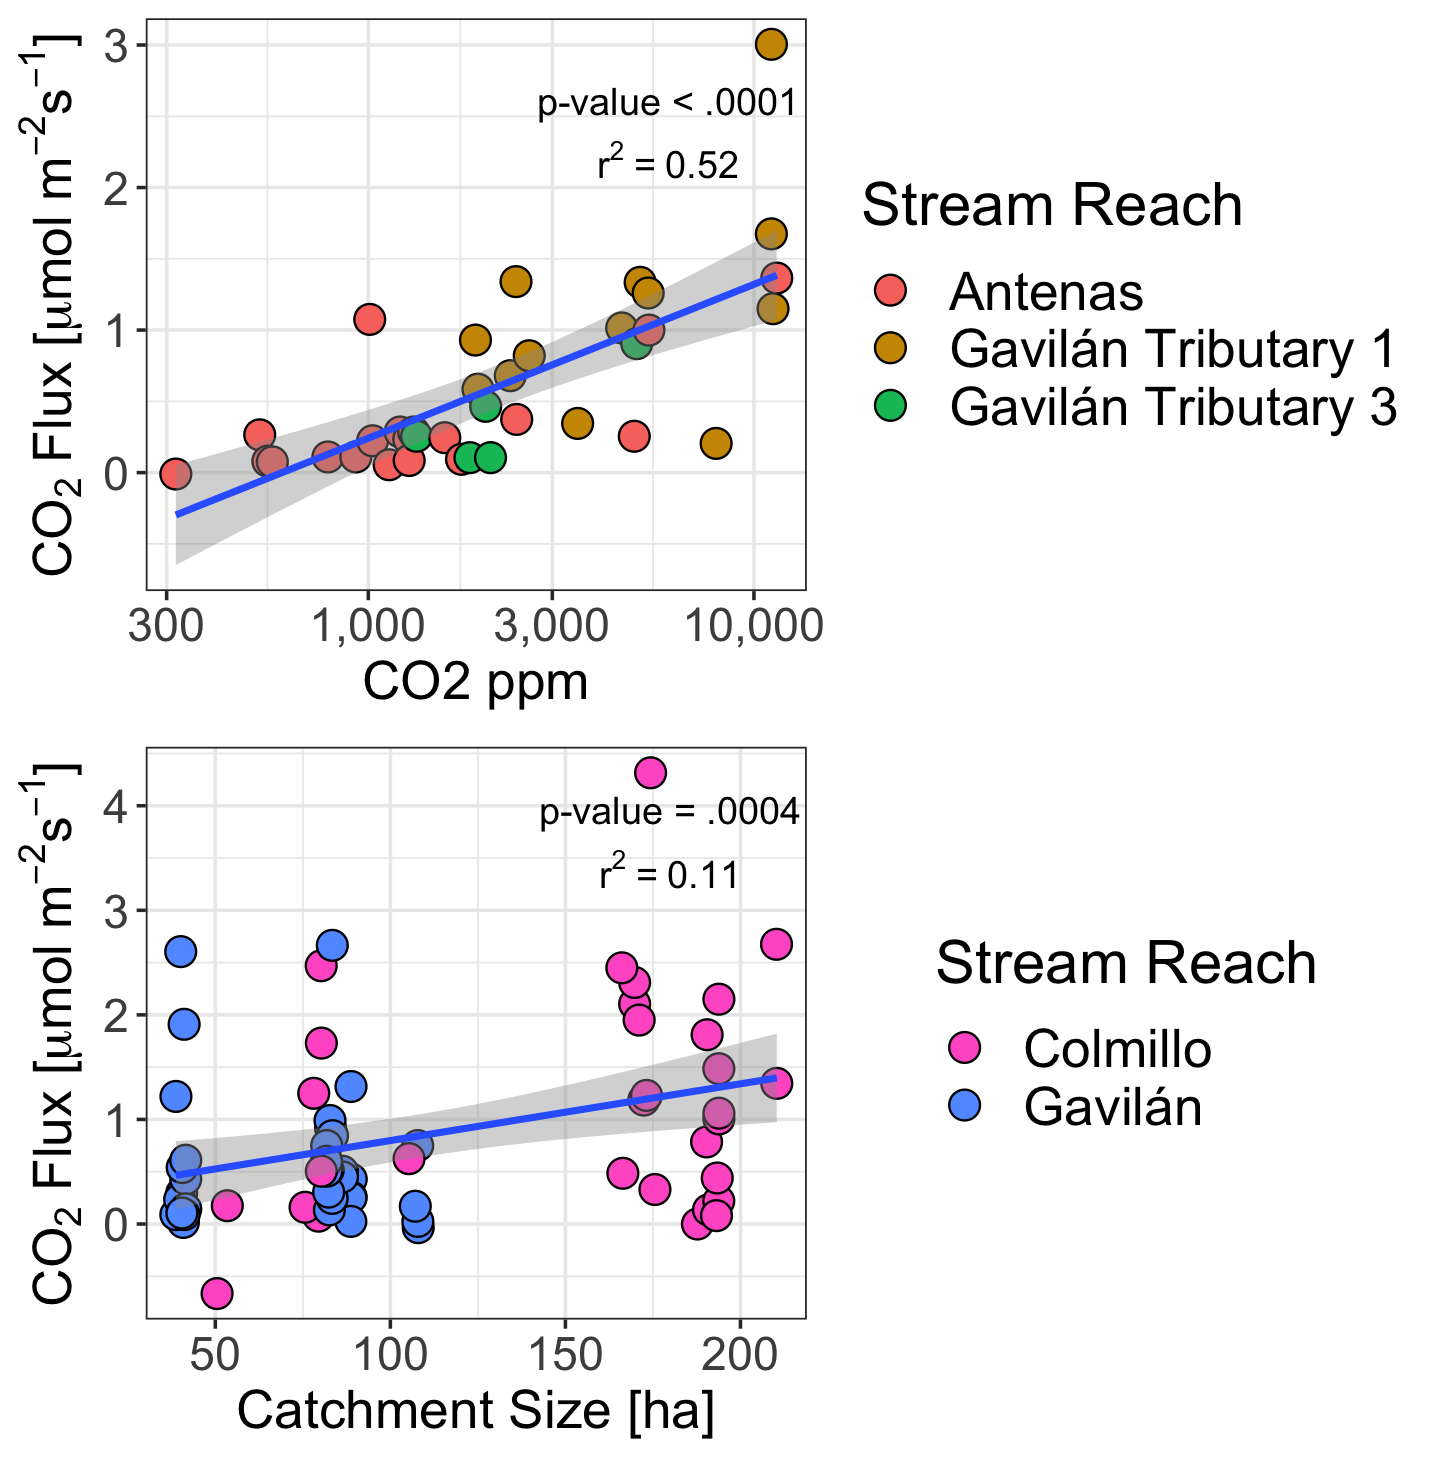 CO₂ Flux [μmol m⁻²s⁻¹]
3
2
1
0
p-value < .0001
r² = 0.52
300 1,000 3,000 10,000
CO2 ppm
Stream Reach
Antenas
Gavilán Tributary 1
Gavilán Tributary 3
CO₂ Flux [μmol m⁻²s⁻¹]
4
3
2
1
0
p-value = .0004
r² = 0.11
50 100 150 200
Catchment Size [ha]
Stream Reach
Colmillo
Gavilán